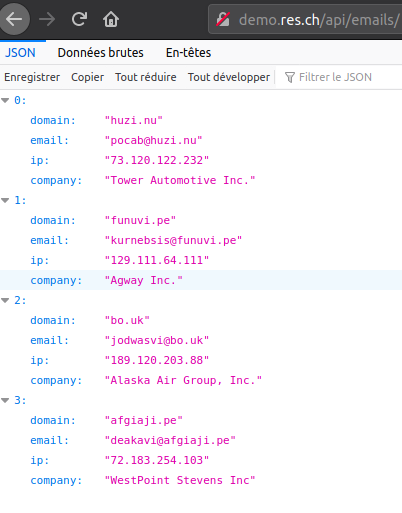 demo.res.ch/api/emails/
JSON Données brutes En-têtes
Enregistrer Copier Tout réduire Tout développer Filtrer le JSON
0:
domain: "huzi.nu"
email: "pocab@huzi.nu"
ip: "73.120.122.232"
company: "Tower Automotive Inc."
1:
domain: "funuvi.pe"
email: "kurnebsis@funuvi.pe"
ip: "129.111.64.111"
company: "Agway Inc."
2:
domain: "bo.uk"
email: "jodwasvi@bo.uk"
ip: "189.120.203.88"
company: "Alaska Air Group, Inc."
3:
domain: "afgiaji.pe"
email: "deakavi@afgiaji.pe"
ip: "72.183.254.103"
company: "WestPoint Stevens Inc"